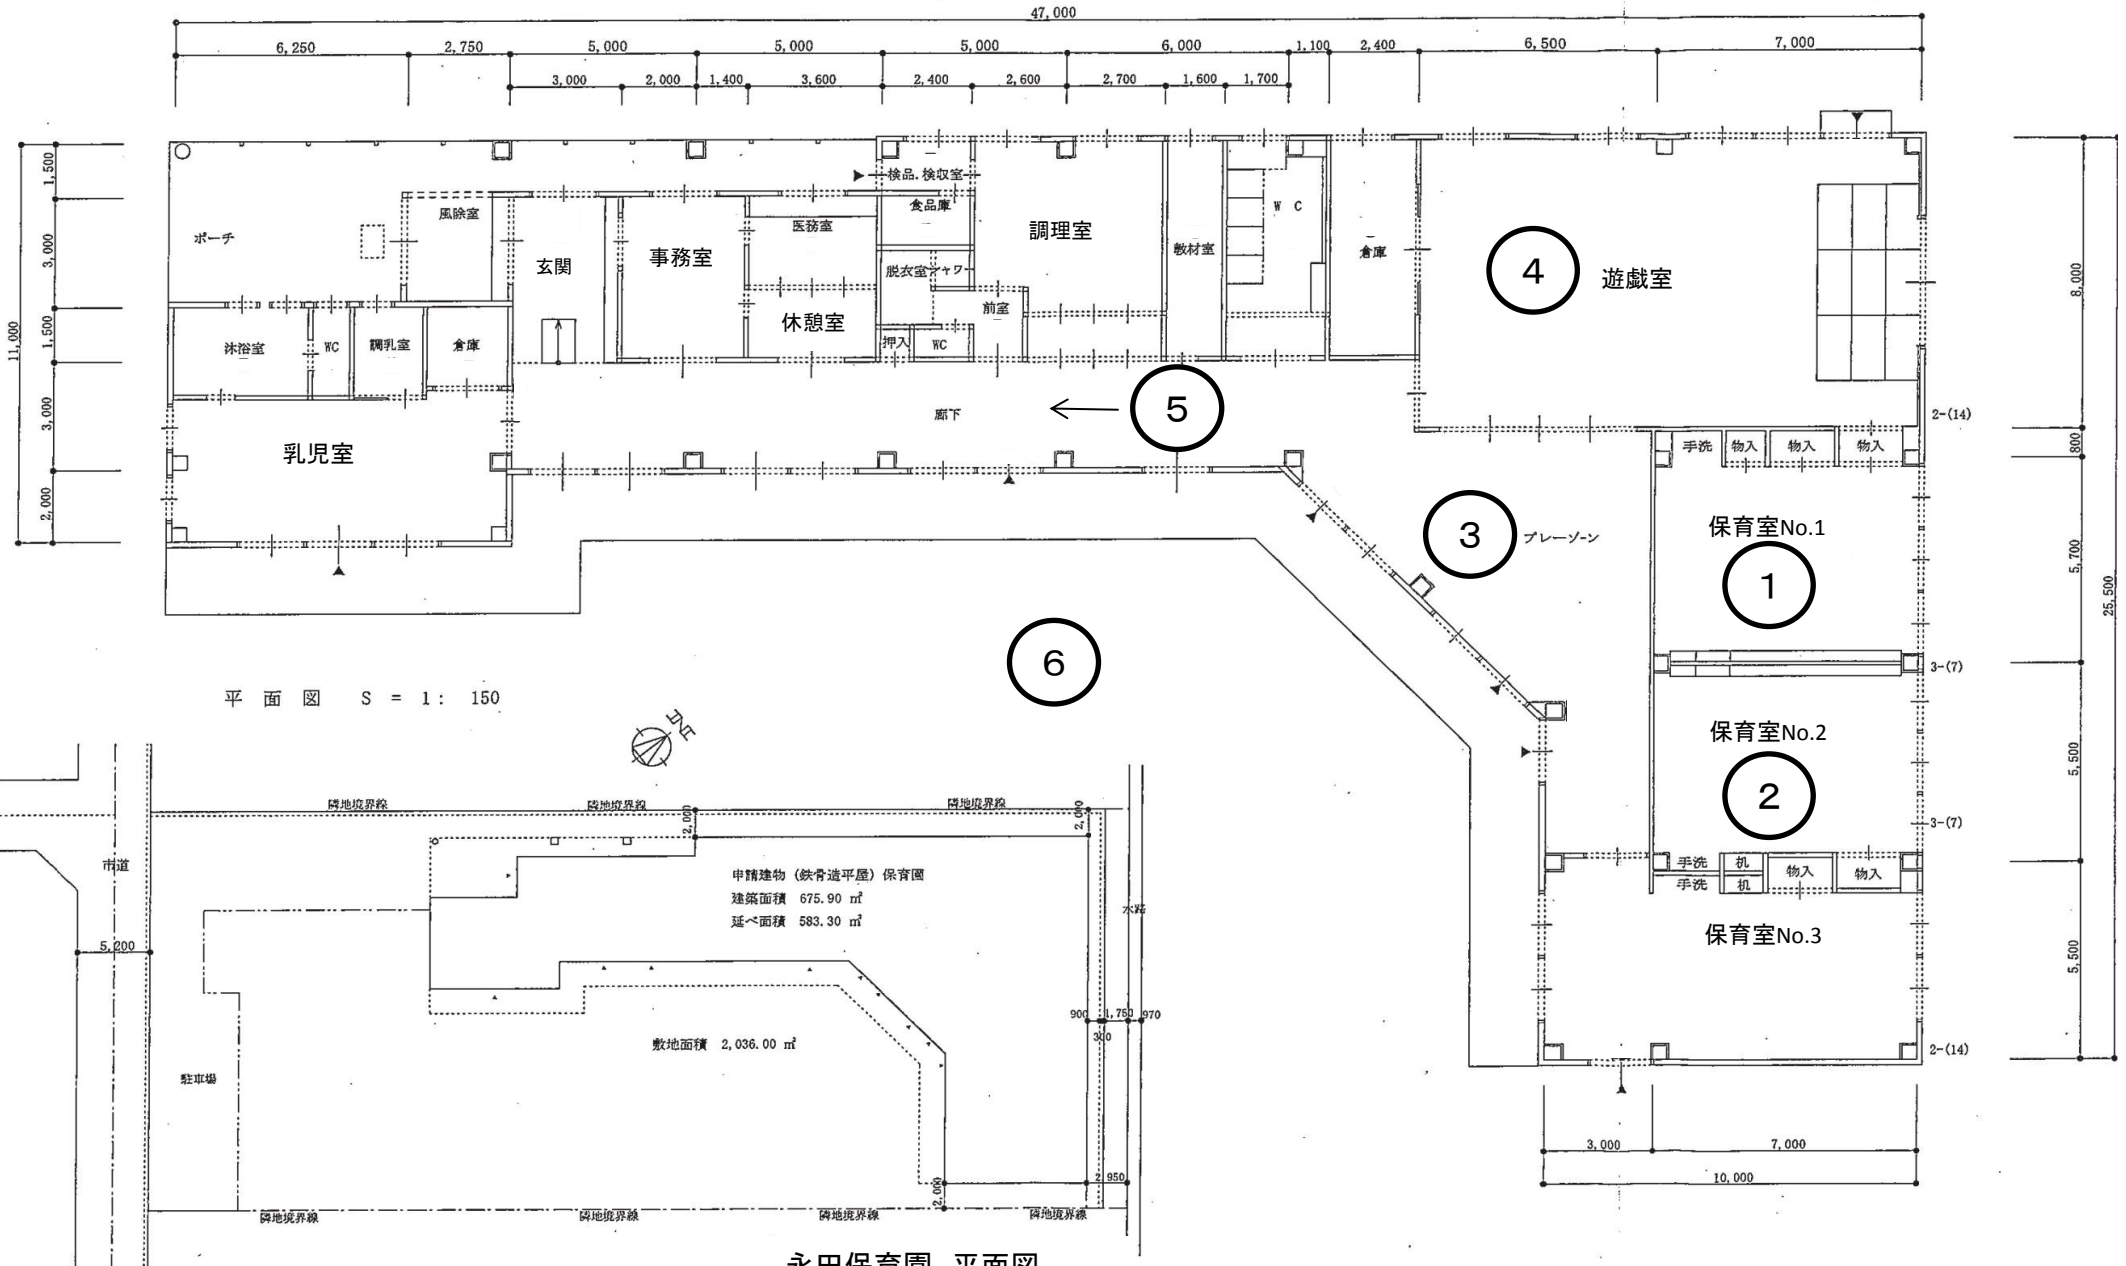 47,000
6,250 2,750 5,000 5,000 5,000 6,000 1,100 2,400 6,500 7,000
3,000 2,000 1,400 3,600 2,400 2,600 2,700 1,600 1,700
11,000
1,500
3,000
1,500
3,000
2,000
ポーチ
風除室
玄関
事務室
医務室
休憩室
検品.検収室
食品庫
脱衣室
シャワー
前室
押入
WC
調理室
教材室
W C
倉庫
4
遊戯室
沐浴室
WC
調乳室
倉庫
乳児室
廊下
← 5
2-(14)
手洗 物入 物入 物入
8,000
800
5,700
5,500
5,500
25,500
3
プレーゾーン
保育室No.1
1
3-(7)
保育室No.2
2
3-(7)
手洗 机 物入 物入
手洗 机
保育室No.3
2-(14)
3,000 7,000
10,000
6
平面図 S = 1: 150
N
隣地境界線 隣地境界線 隣地境界線
2,000 2,000
市道
5,200
駐車場
申請建物 (鉄骨造平屋) 保育園
建築面積 675.90 ㎡
延べ面積 583.30 ㎡
水路
敷地面積 2,036.00 ㎡
900 1,750 970
300
2,000
2,950
隣地境界線 隣地境界線 隣地境界線 隣地境界線
永田保育園 平面図